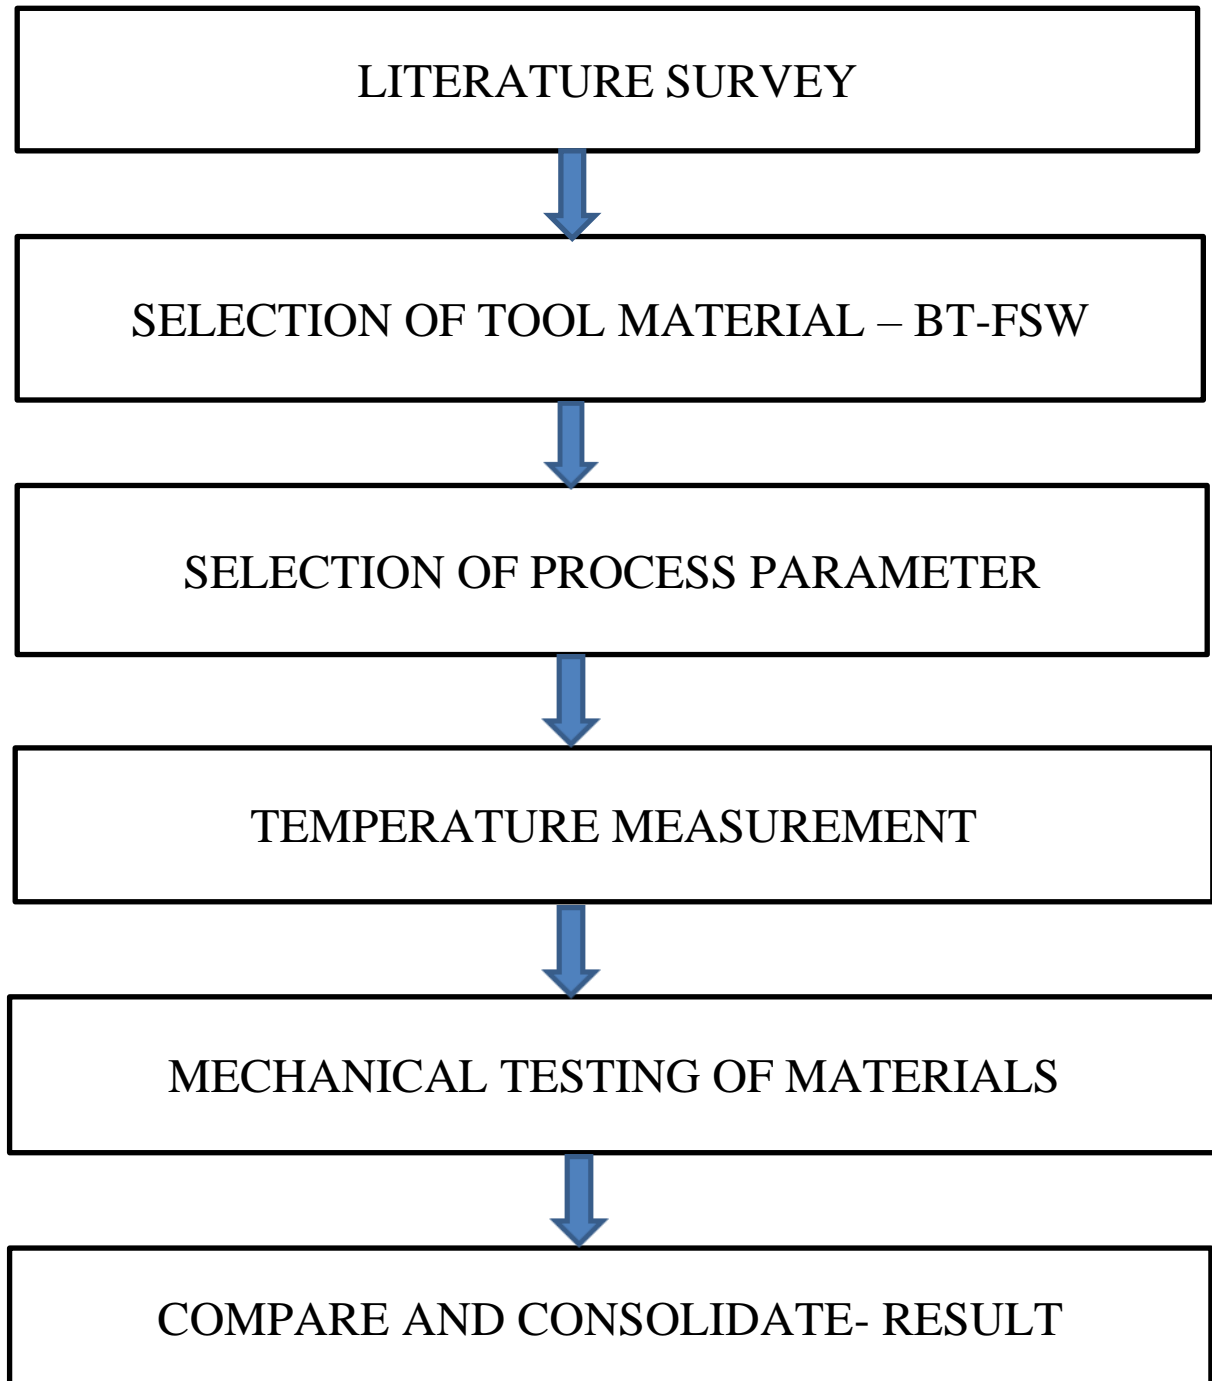 LITERATURE SURVEY
SELECTION OF TOOL MATERIAL – BT-FSW
SELECTION OF PROCESS PARAMETER
TEMPERATURE MEASUREMENT
MECHANICAL TESTING OF MATERIALS
COMPARE AND CONSOLIDATE- RESULT